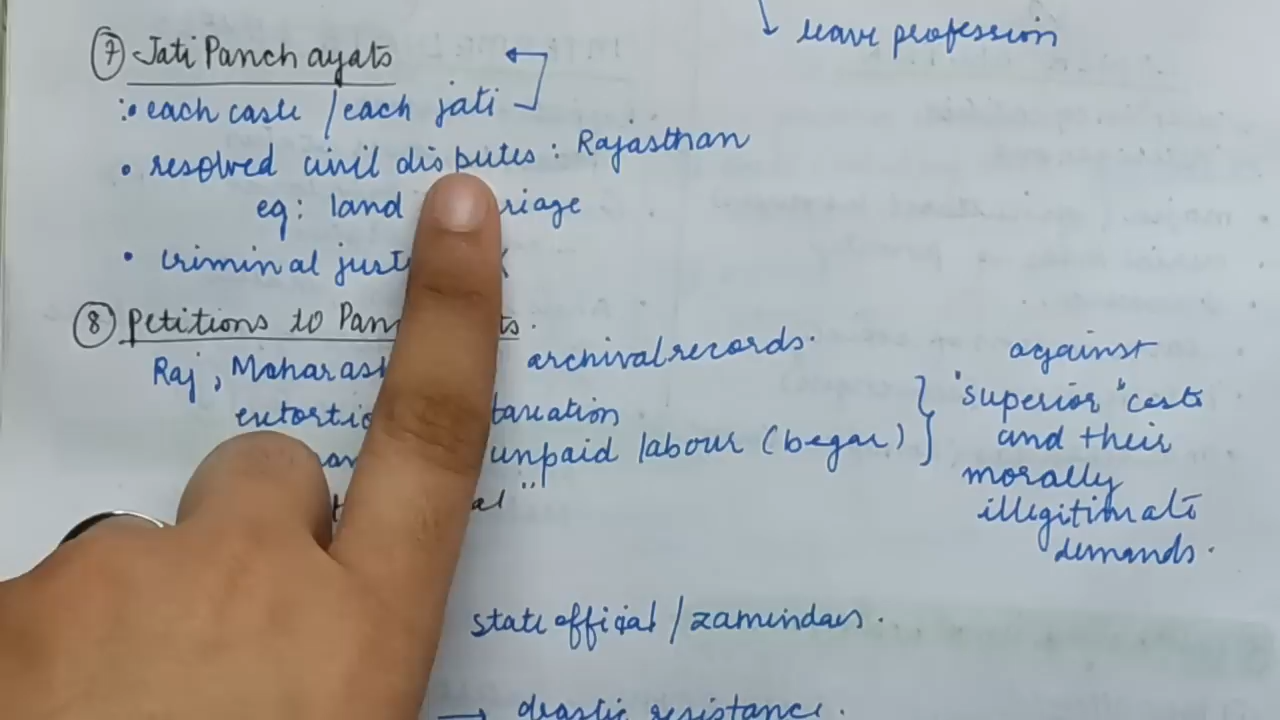 ↳ leave profession
⑦ Jati Panchayats
:• each caste / each jati
• resolved civil disputes : Rajasthan
eg: land
• criminal
⑧ Petitions to
Raj, archival records.
taxation
unpaid labour (begar)
against
"superior" caste
and their
morally
illegitimate
demands.
state official / zamindars.
→ drastic resistance.